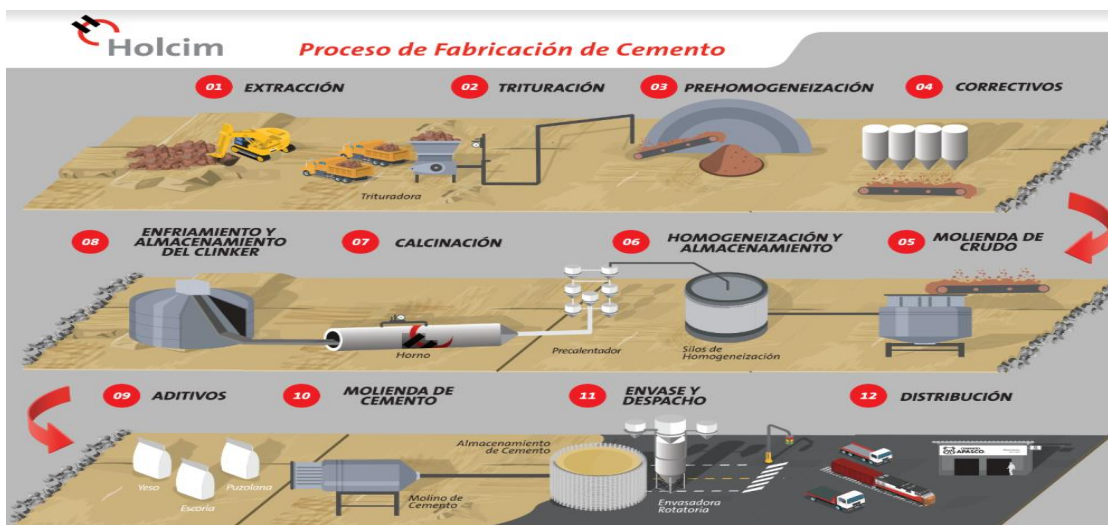 Holcim
Proceso de Fabricación de Cemento
01 EXTRACCIÓN
02 TRITURACIÓN
03 PREHOMOGENEIZACIÓN
04 CORRECTIVOS
Trituradora
08 ENFRIAMIENTO Y
ALMACENAMIENTO
DEL CLINKER
07 CALCINACIÓN
06 HOMOGENEIZACIÓN Y
ALMACENAMIENTO
05 MOLIENDA DE
CRUDO
Horno
Precalentador
Silos de
Homogeneización
09 ADITIVOS
10 MOLIENDA DE
CEMENTO
11 ENVASE Y
DESPACHO
12 DISTRIBUCIÓN
Yeso
Escoria
Puzolana
Molino de
Cemento
Almacenamiento
de Cemento
Envasadora
Rotatoria
APASCO